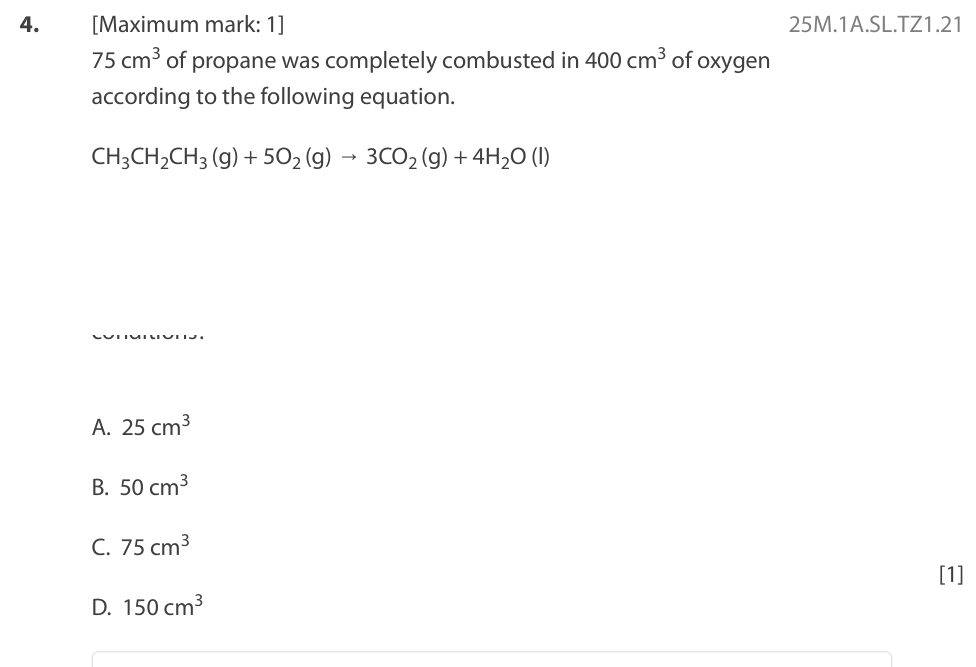 4. [Maximum mark: 1] 25M.1A.SL.TZ1.21
75 cm³ of propane was completely combusted in 400 cm³ of oxygen
according to the following equation.
CH₃CH₂CH₃ (g) + 5O₂ (g) → 3CO₂ (g) + 4H₂O (l)
A. 25 cm³
B. 50 cm³
C. 75 cm³
[1]
D. 150 cm³